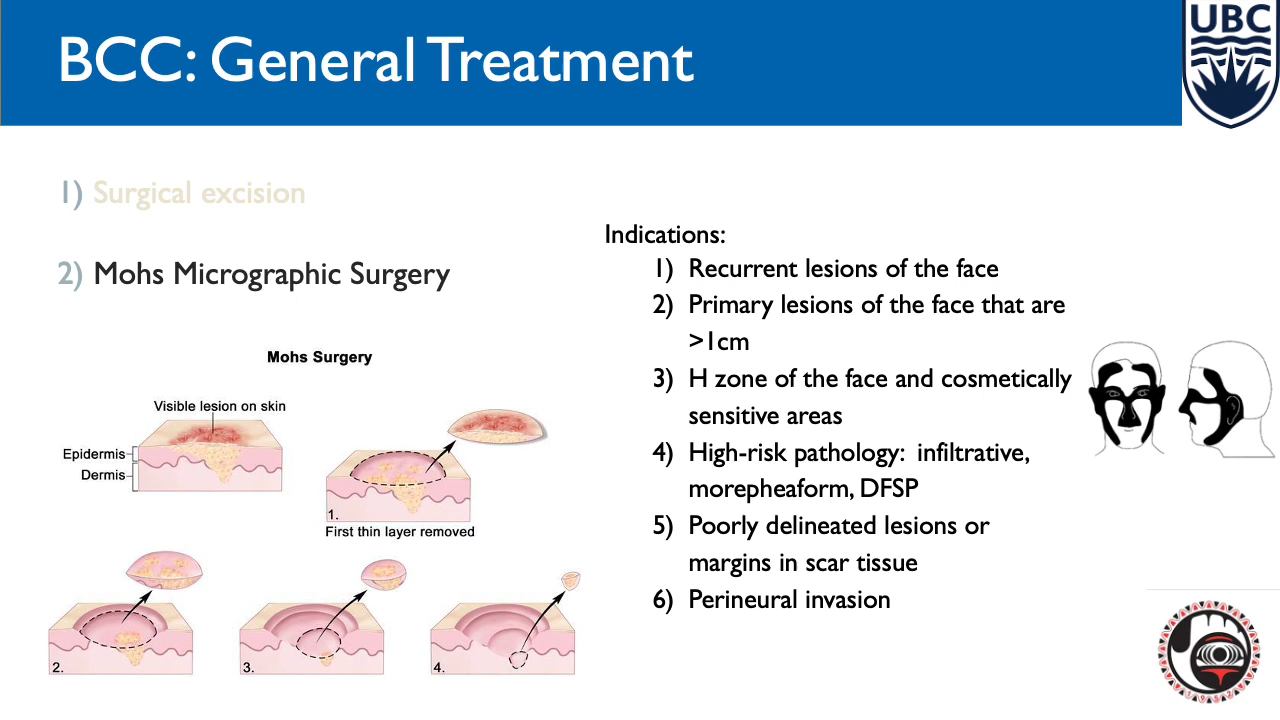 BCC: General Treatment
UBC
1) Surgical excision
2) Mohs Micrographic Surgery
Indications:
1) Recurrent lesions of the face
2) Primary lesions of the face that are
>1cm
3) H zone of the face and cosmetically
sensitive areas
4) High-risk pathology:  infiltrative,
morepheaform, DFSP
5) Poorly delineated lesions or
margins in scar tissue
6) Perineural invasion
Mohs Surgery
Visible lesion on skin
Epidermis
Dermis
1.
First thin layer removed
2.
3.
4.